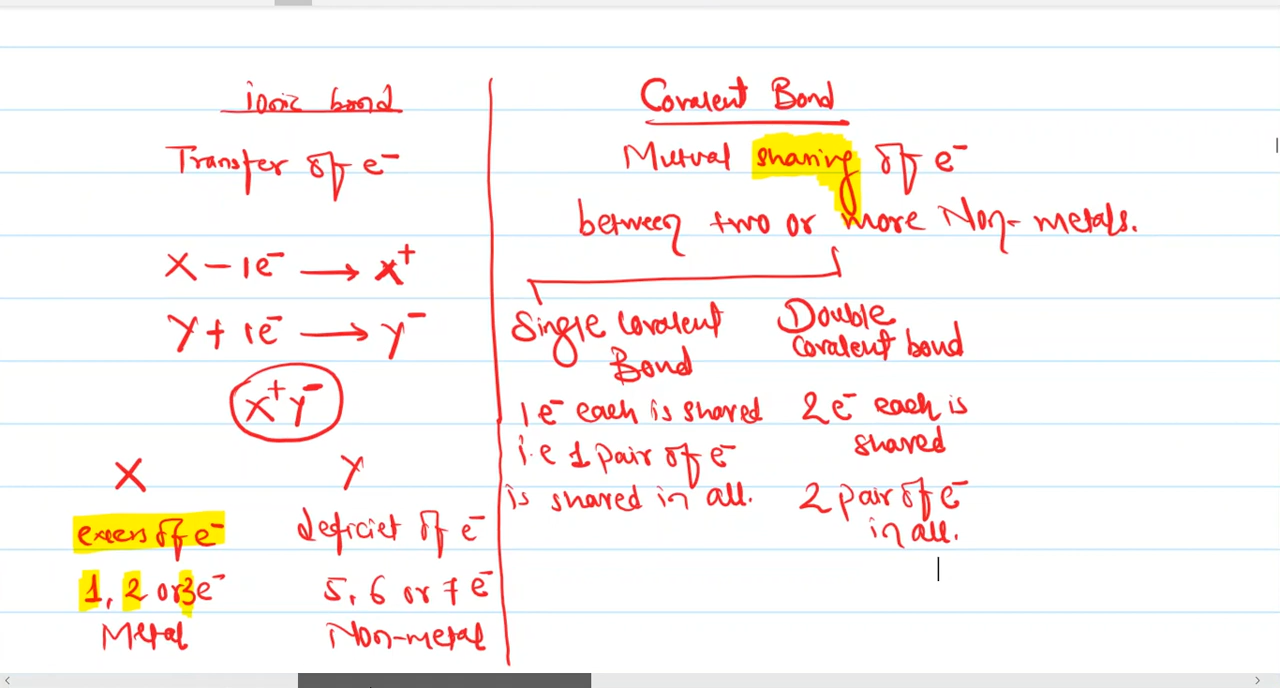 ionic bond
Transfer of e⁻
X - 1e⁻ → x⁺
Y + 1e⁻ → y⁻
X⁺ Y⁻
X Y
excess of e⁻ deficiet of e⁻
1, 2 or 3e⁻ 5, 6 or 7 e⁻
Metal Non-metal
Covalent Bond
Mutual sharing of e⁻
between two or more Non-metals.
Single Covalent
Bond
1 e⁻ each is shared
i.e 1 pair of e⁻
is shared in all.
Double
Covalent bond
2 e⁻ each is
shared
2 pair of e⁻
in all.